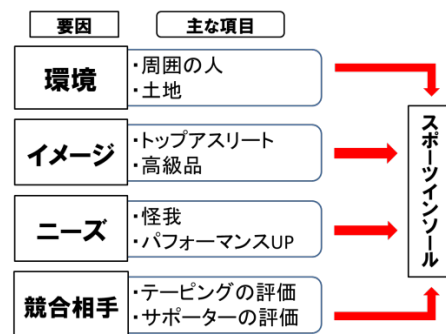 要因
主な項目
環境
・周囲の人
・土地
イメージ
・トップアスリート
・高級品
ニーズ
・怪我
・パフォーマンスUP
競合相手
・テーピングの評価
・サポーターの評価
スポーツインソール